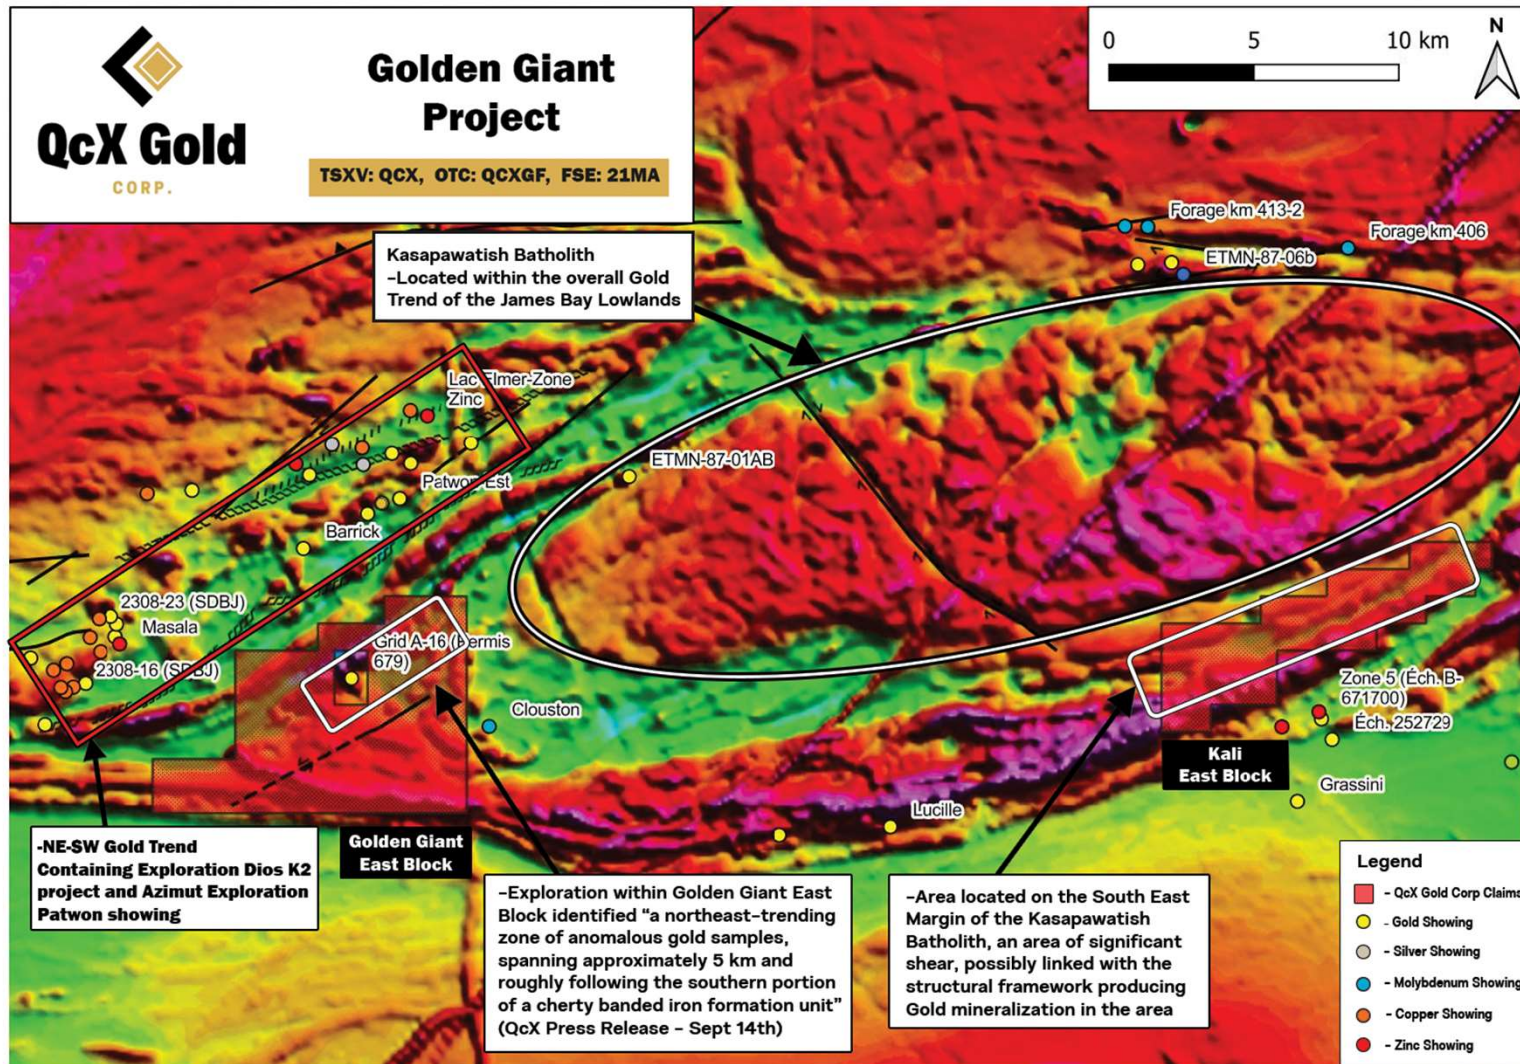 QcX Gold
CORP.
Golden Giant
Project
TSXV: QCX, OTC: QCXGF, FSE: 21MA
0 5 10 km
N
Kasapawatish Batholith
-Located within the overall Gold
Trend of the James Bay Lowlands
Forage km 413-2
Forage km 406
ETMN-87-06b
Lac Elmer-Zone
Zinc
ETMN-87-01AB
Patwon Est
Barrick
2308-23 (SDBJ)
Masala
2308-16 (SDBJ)
Grid A-16 (Permis
679)
Clouston
Zone 5 (Éch. B-
671700)
Éch. 252729
Kali
East Block
Grassini
Lucille
-NE-SW Gold Trend
Containing Exploration Dios K2
project and Azimut Exploration
Patwon showing
Golden Giant
East Block
-Exploration within Golden Giant East
Block identified "a northeast-trending
zone of anomalous gold samples,
spanning approximately 5 km and
roughly following the southern portion
of a cherty banded iron formation unit"
(QcX Press Release - Sept 14th)
-Area located on the South East
Margin of the Kasapawatish
Batholith, an area of significant
shear, possibly linked with the
structural framework producing
Gold mineralization in the area
Legend
- QcX Gold Corp Claims
- Gold Showing
- Silver Showing
- Molybdenum Showing
- Copper Showing
- Zinc Showing